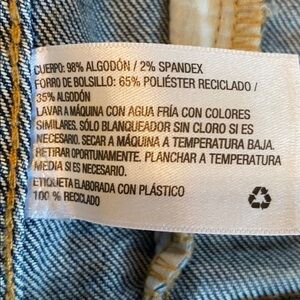 CUERPO: 98% ALGODÓN / 2% SPANDEX
FORRO DE BOLSILLO: 65% POLIÉSTER RECICLADO /
35% ALGODÓN
LAVAR A MÁQUINA CON AGUA FRÍA CON COLORES
SIMILARES. SÓLO BLANQUEADOR SIN CLORO SI ES
NECESARIO. SECAR A MÁQUINA A TEMPERATURA BAJA.
RETIRAR OPORTUNAMENTE. PLANCHAR A TEMPERATURA
MEDIA SI ES NECESARIO.
ETIQUETA ELABORADA CON PLÁSTICO
100 % RECICLADO